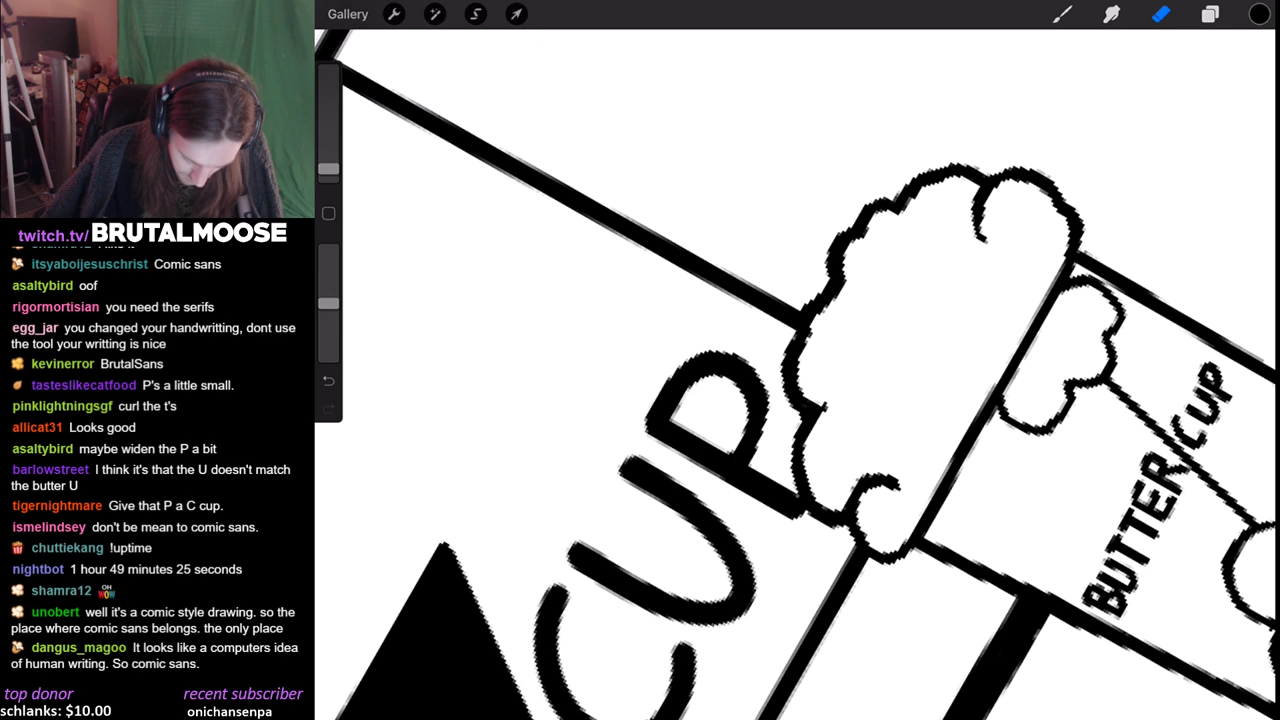 Gallery
twitch.tv/BRUTALMOOSE
itsyaboijesuschrist Comic sans
asaltybird oof
rigormortisian you need the serifs
egg_jar you changed your handwritting, dont use
the tool your writting is nice
kevinerror BrutalSans
tasteslikecatfood P's a little small.
pinklightningsgf curl the t's
allicat31 Looks good
asaltybird maybe widen the P a bit
barlowstreet I think it's that the U doesn't match
the butter U
tigernightmare Give that P a C cup.
ismelindsey don't be mean to comic sans.
chuttiekang !uptime
nightbot 1 hour 49 minutes 25 seconds
shamra12
unobert well it's a comic style drawing. so the
place where comic sans belongs. the only place
dangus_magoo It looks like a computers idea
of human writing. So comic sans.
top donor
recent subscriber
schlanks: $10.00
onichansenpa
CUP
BUTTER CUP